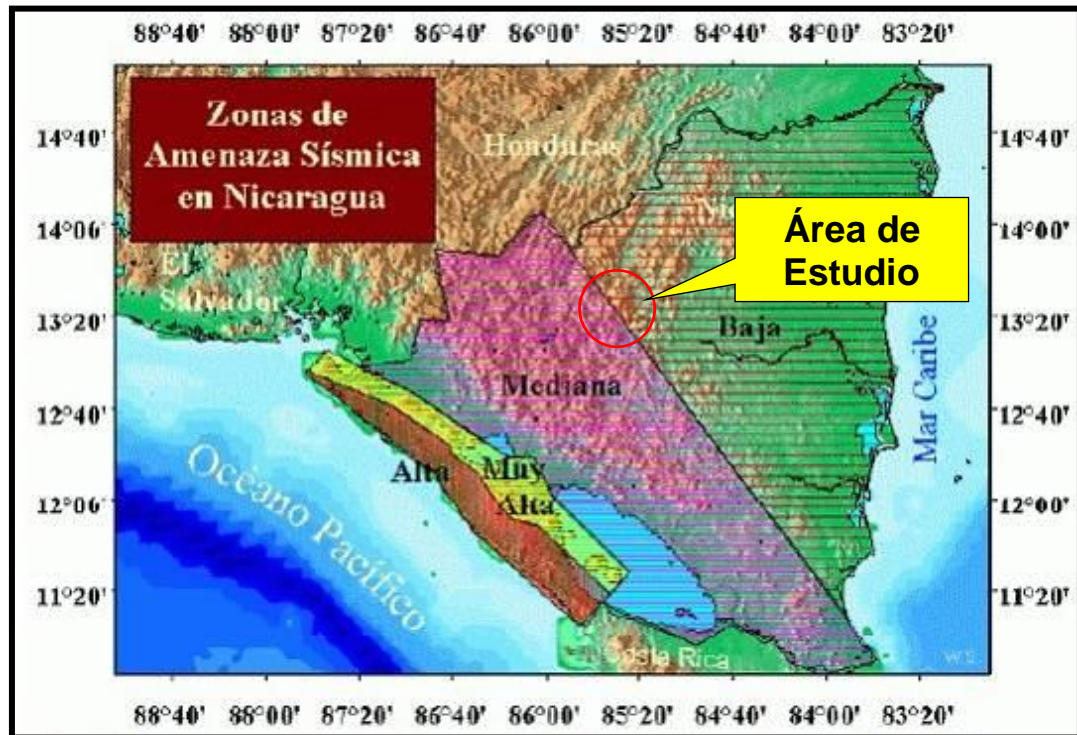 88°40' 88°00' 87°20' 86°40' 86°00' 85°20' 84°40' 84°00' 83°20'
Zonas de
Amenaza Sísmica
en Nicaragua
Honduras
14°40' 14°40'
14°06' 14°00'
Área de
Estudio
El
Salvador
13°20' 13°20'
Baja
Mediana
Mar Caribe
12°40' 12°40'
Océano Pacífico
Alta
Muy
Alta
12°06' 12°00'
11°20' 11°20'
Costa Rica
W.S.
88°40' 88°00' 87°20' 86°40' 86°00' 85°20' 84°40' 84°00' 83°20'